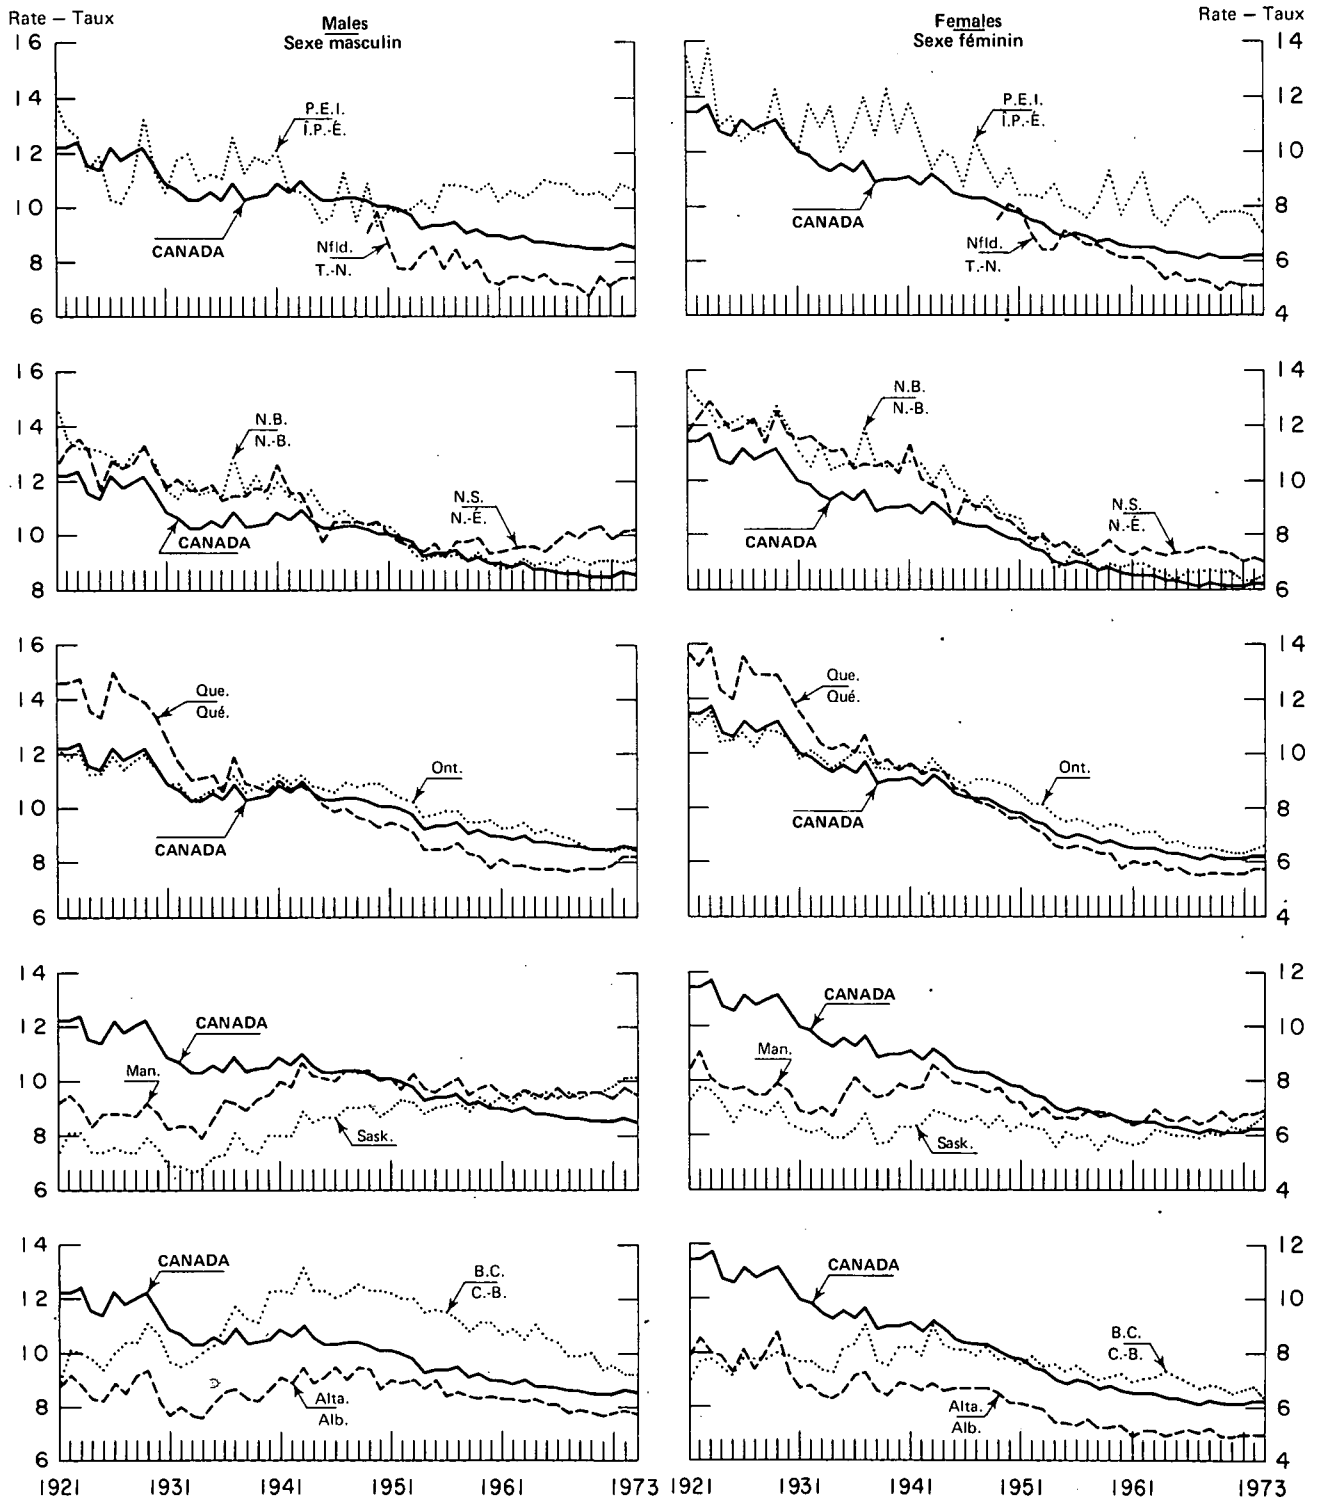 Rate – Taux
Males
Sexe masculin
Females
Sexe féminin
Rate – Taux
16
14
12
10
8
6
P.E.I.
Î.P.-É.
CANADA
Nfld.
T.-N.
14
12
10
8
6
4
P.E.I.
Î.P.-É.
CANADA
Nfld.
T.-N.
16
14
12
10
8
N.B.
N.-B.
N.S.
N.-É.
CANADA
14
12
10
8
6
N.B.
N.-B.
N.S.
N.-É.
CANADA
16
14
12
10
8
6
Que.
Qué.
Ont.
CANADA
14
12
10
8
6
4
Que.
Qué.
Ont.
CANADA
14
12
10
8
6
CANADA
Man.
Sask.
12
10
8
6
4
CANADA
Man.
Sask.
14
12
10
8
6
CANADA
B.C.
C.-B.
Alta.
Alb.
12
10
8
6
4
CANADA
B.C.
C.-B.
Alta.
Alb.
1921 1931 1941 1951 1961 1973
1921 1931 1941 1951 1961 1973